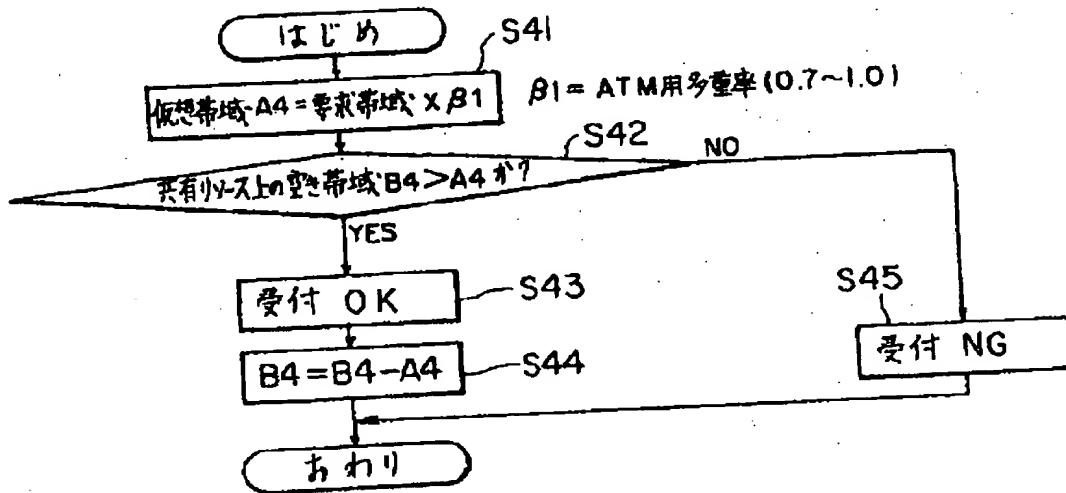 はじめ
S41
仮想帯域A4=要求帯域×β1
β1=ATM用多重率(0.7～1.0)
S42
共有リソース上の空き帯域B4>A4か?
NO
YES
受付 OK
S43
S45
受付 NG
B4=B4-A4
S44
おわり